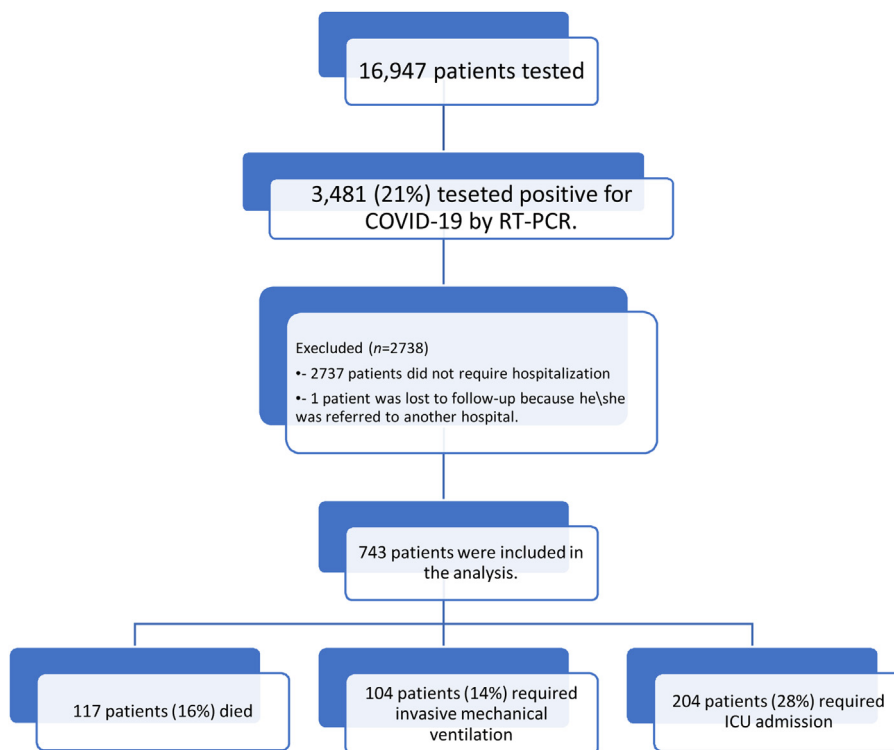 16,947 patients tested
3,481 (21%) teseted positive for
COVID-19 by RT-PCR.
Execluded (n=2738)
•- 2737 patients did not require hospitalization
•- 1 patient was lost to follow-up because he\she
was referred to another hospital.
743 patients were included in
the analysis.
117 patients (16%) died
104 patients (14%) required
invasive mechanical
ventilation
204 patients (28%) required
ICU admission